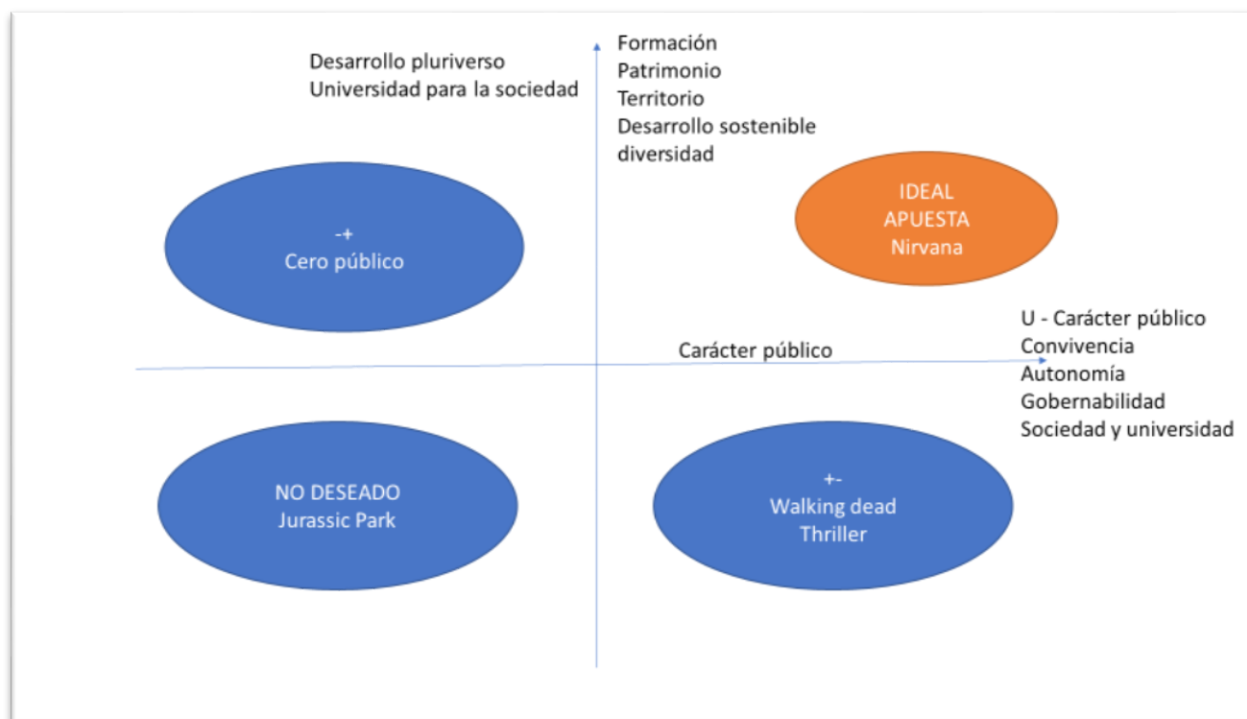 Desarrollo pluriverso
Universidad para la sociedad
Formación
Patrimonio
Territorio
Desarrollo sostenible
diversidad
-+
Cero público
IDEAL
APUESTA
Nirvana
Carácter público
U - Carácter público
Convivencia
Autonomía
Gobernabilidad
Sociedad y universidad
NO DESEADO
Jurassic Park
+-
Walking dead
Thriller